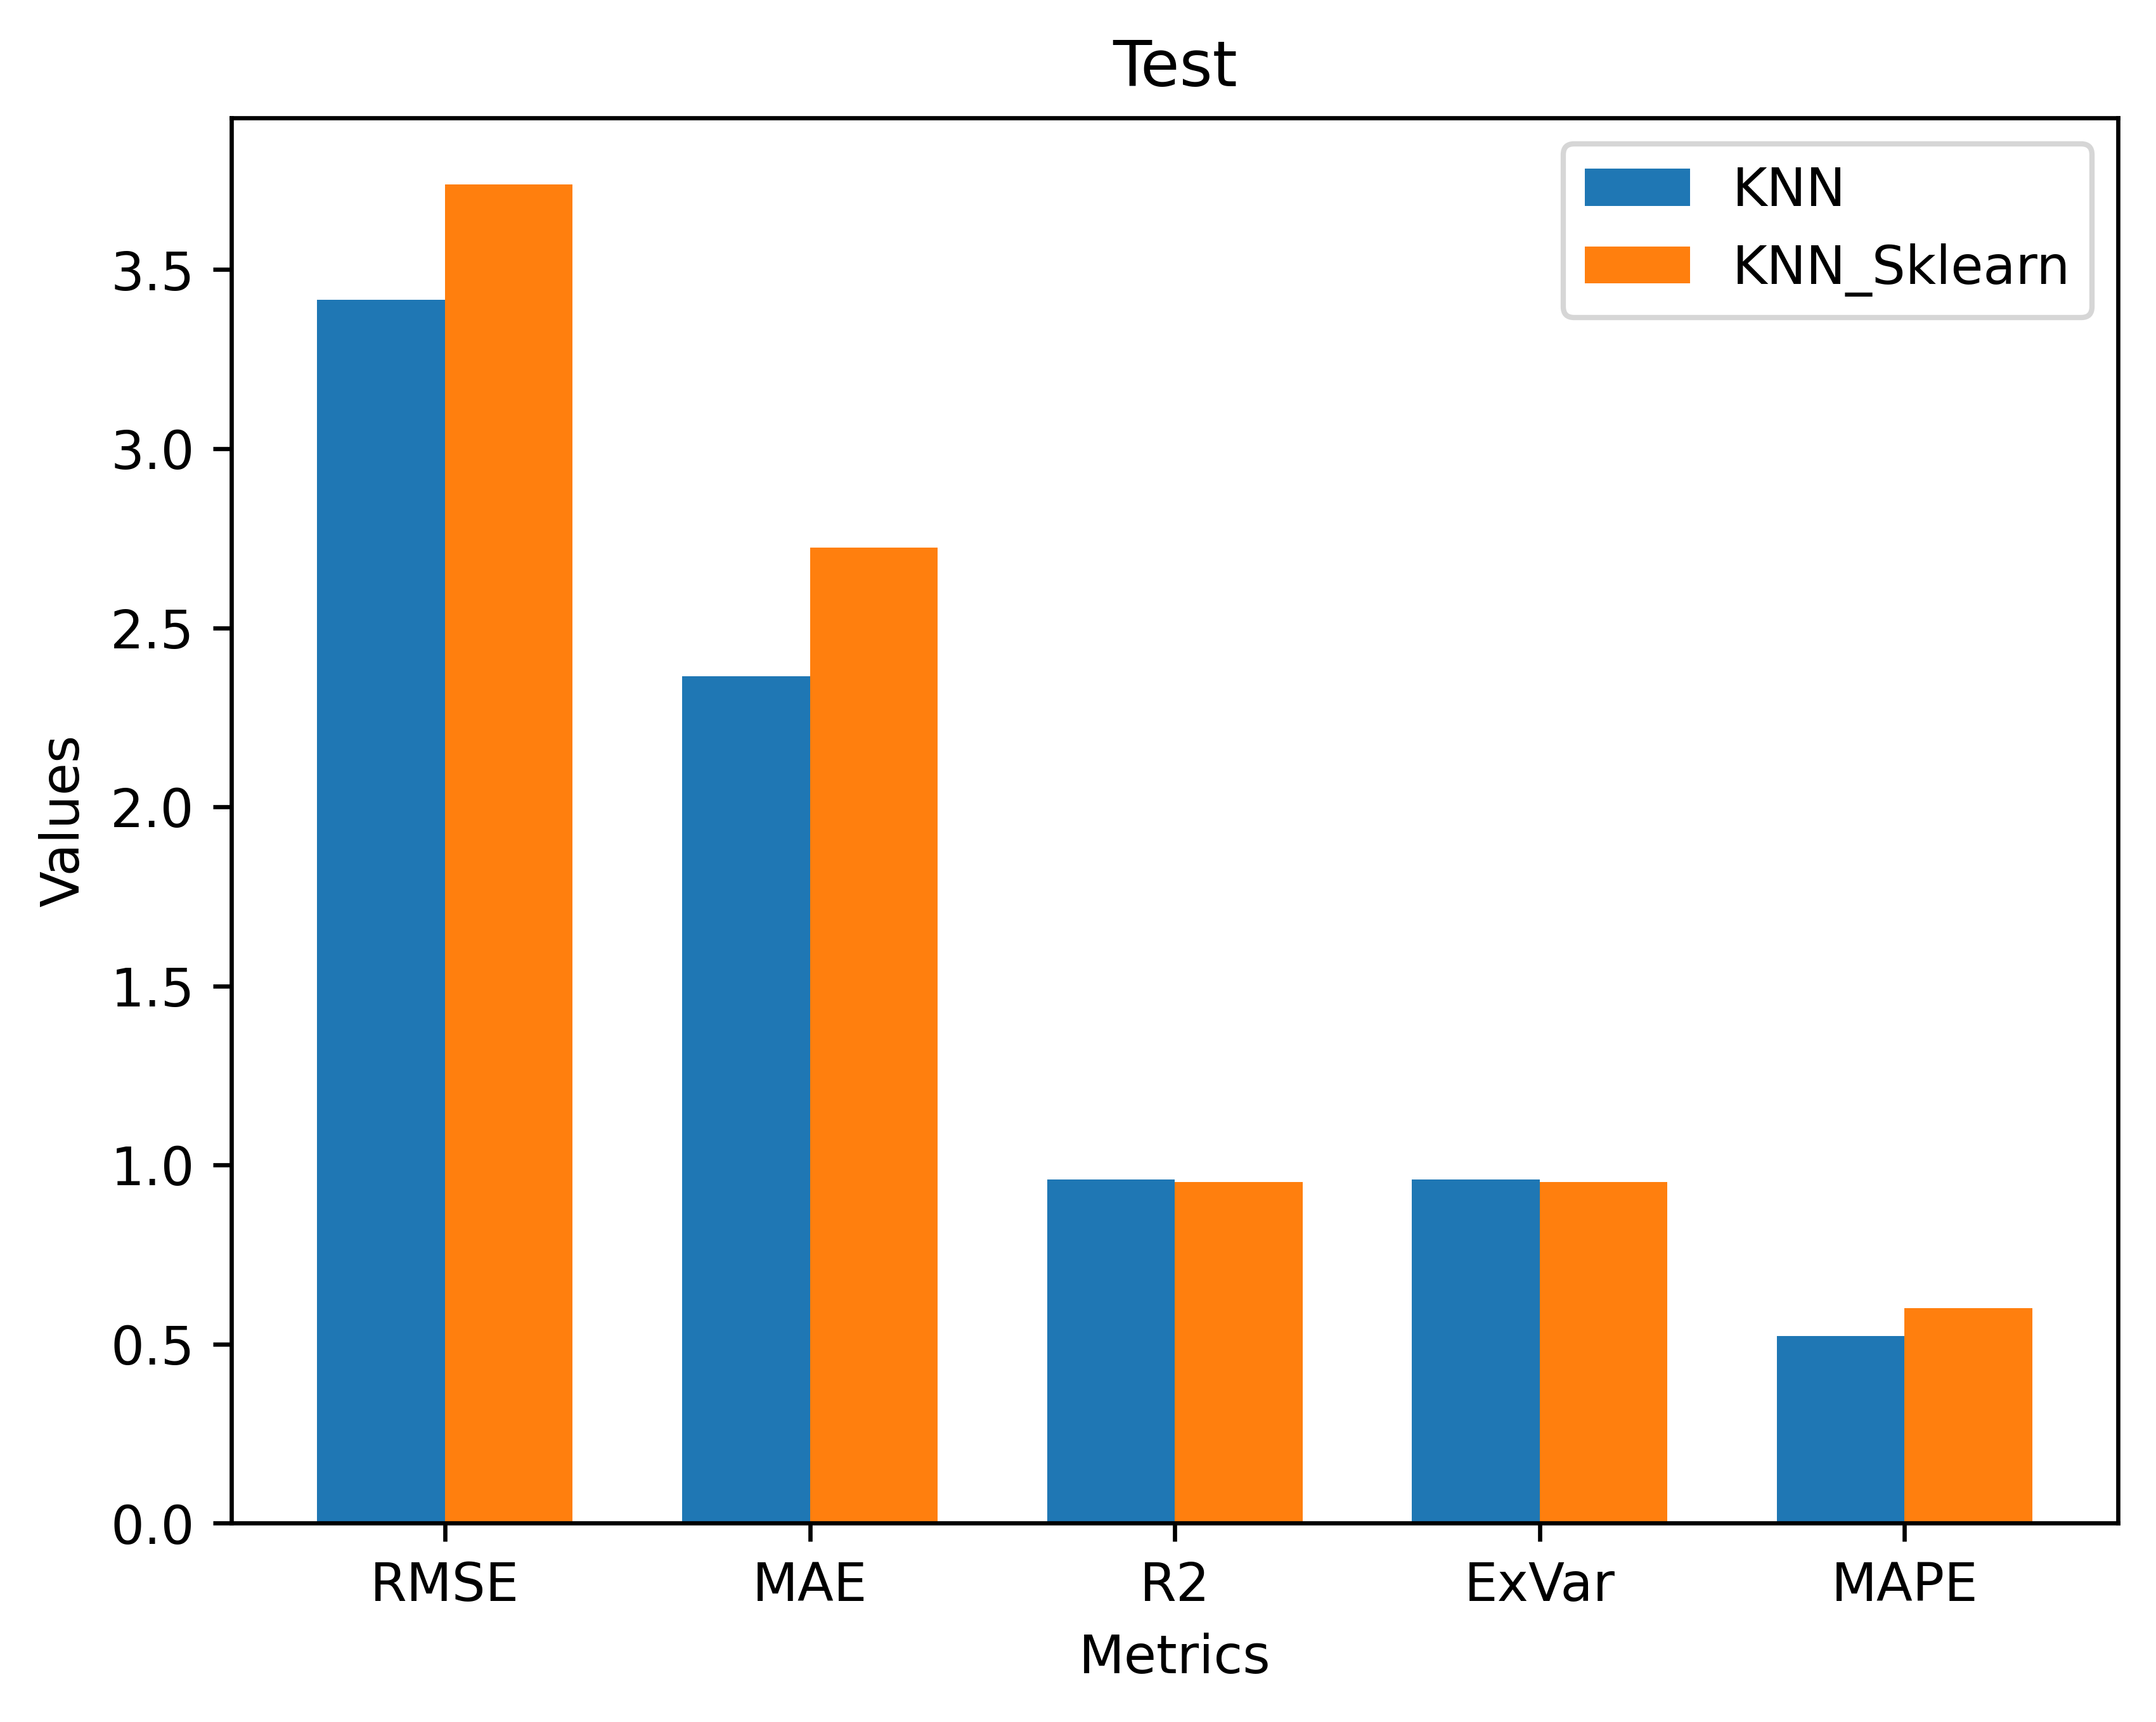 Test
KNN
KNN_Sklearn
3.5
3.0
2.5
2.0
1.5
1.0
0.5
0.0
Values
RMSE MAE R2 ExVar MAPE
Metrics